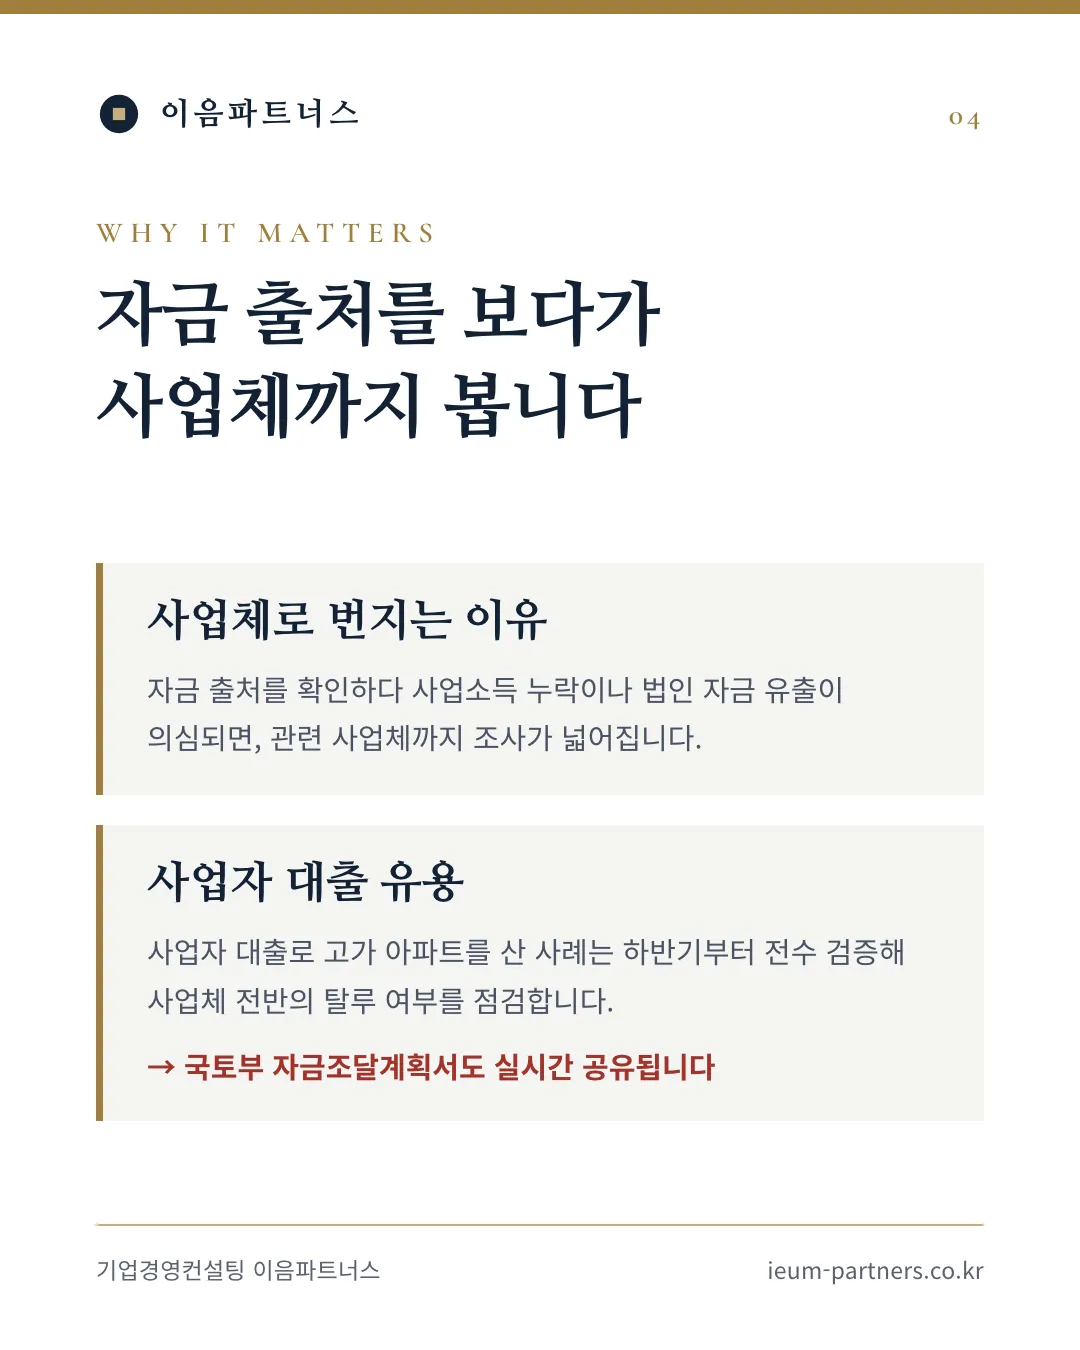 이음파트너스
04
WHY IT MATTERS
자금 출처를 보다가
사업체까지 봅니다
사업체로 번지는 이유
자금 출처를 확인하다 사업소득 누락이나 법인 자금 유출이
의심되면, 관련 사업체까지 조사가 넓어집니다.
사업자 대출 유용
사업자 대출로 고가 아파트를 산 사례는 하반기부터 전수 검증해
사업체 전반의 탈루 여부를 점검합니다.
→ 국토부 자금조달계획서도 실시간 공유됩니다
기업경영컨설팅 이음파트너스
ieum-partners.co.kr